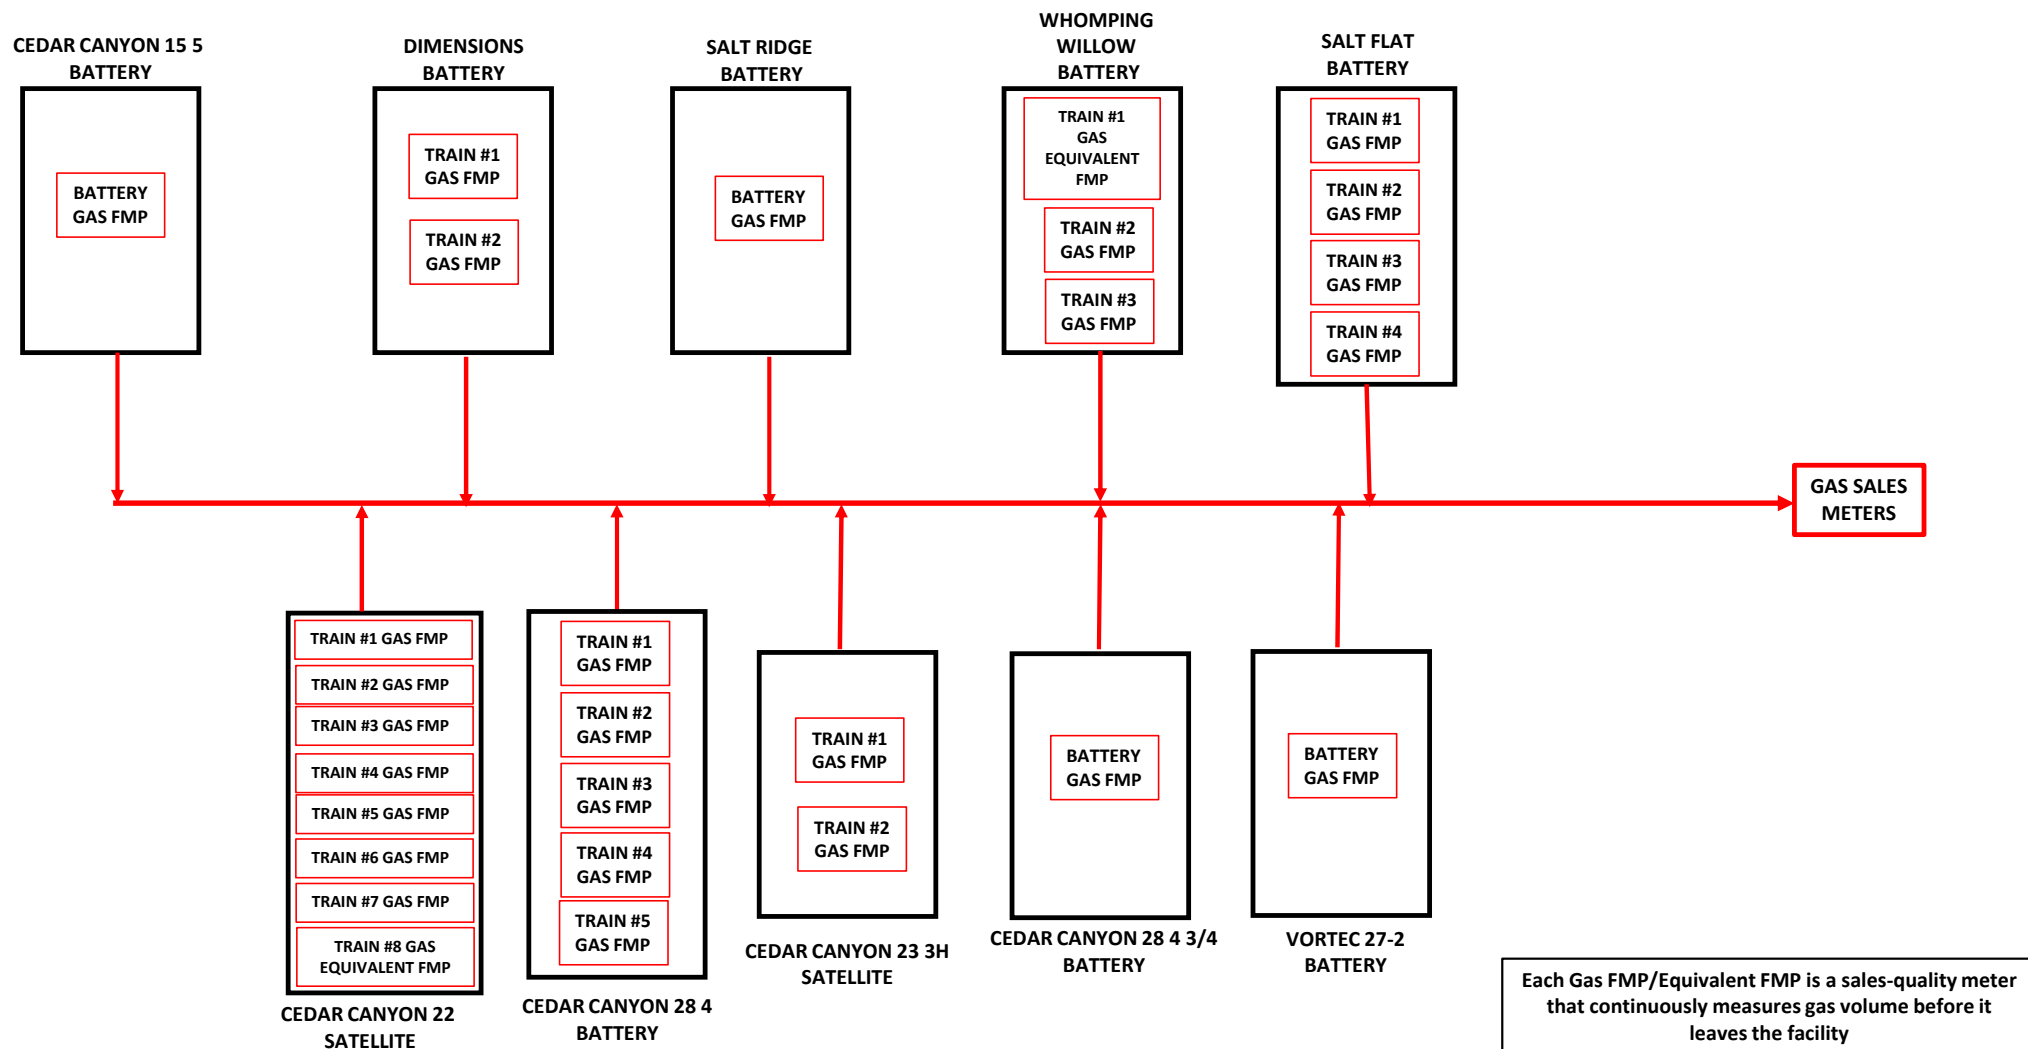 CEDAR CANYON 15 5
BATTERY
BATTERY
GAS FMP
DIMENSIONS
BATTERY
TRAIN #1
GAS FMP
TRAIN #2
GAS FMP
SALT RIDGE
BATTERY
BATTERY
GAS FMP
WHOMPING
WILLOW
BATTERY
TRAIN #1
GAS
EQUIVALENT
FMP
TRAIN #2
GAS FMP
TRAIN #3
GAS FMP
SALT FLAT
BATTERY
TRAIN #1
GAS FMP
TRAIN #2
GAS FMP
TRAIN #3
GAS FMP
TRAIN #4
GAS FMP
GAS SALES
METERS
TRAIN #1 GAS FMP
TRAIN #2 GAS FMP
TRAIN #3 GAS FMP
TRAIN #4 GAS FMP
TRAIN #5 GAS FMP
TRAIN #6 GAS FMP
TRAIN #7 GAS FMP
TRAIN #8 GAS
EQUIVALENT FMP
CEDAR CANYON 22
SATELLITE
TRAIN #1
GAS FMP
TRAIN #2
GAS FMP
TRAIN #3
GAS FMP
TRAIN #4
GAS FMP
TRAIN #5
GAS FMP
CEDAR CANYON 28 4
BATTERY
TRAIN #1
GAS FMP
TRAIN #2
GAS FMP
CEDAR CANYON 23 3H
SATELLITE
BATTERY
GAS FMP
CEDAR CANYON 28 4 3/4
BATTERY
BATTERY
GAS FMP
VORTEC 27-2
BATTERY
Each Gas FMP/Equivalent FMP is a sales-quality meter
that continuously measures gas volume before it
leaves the facility